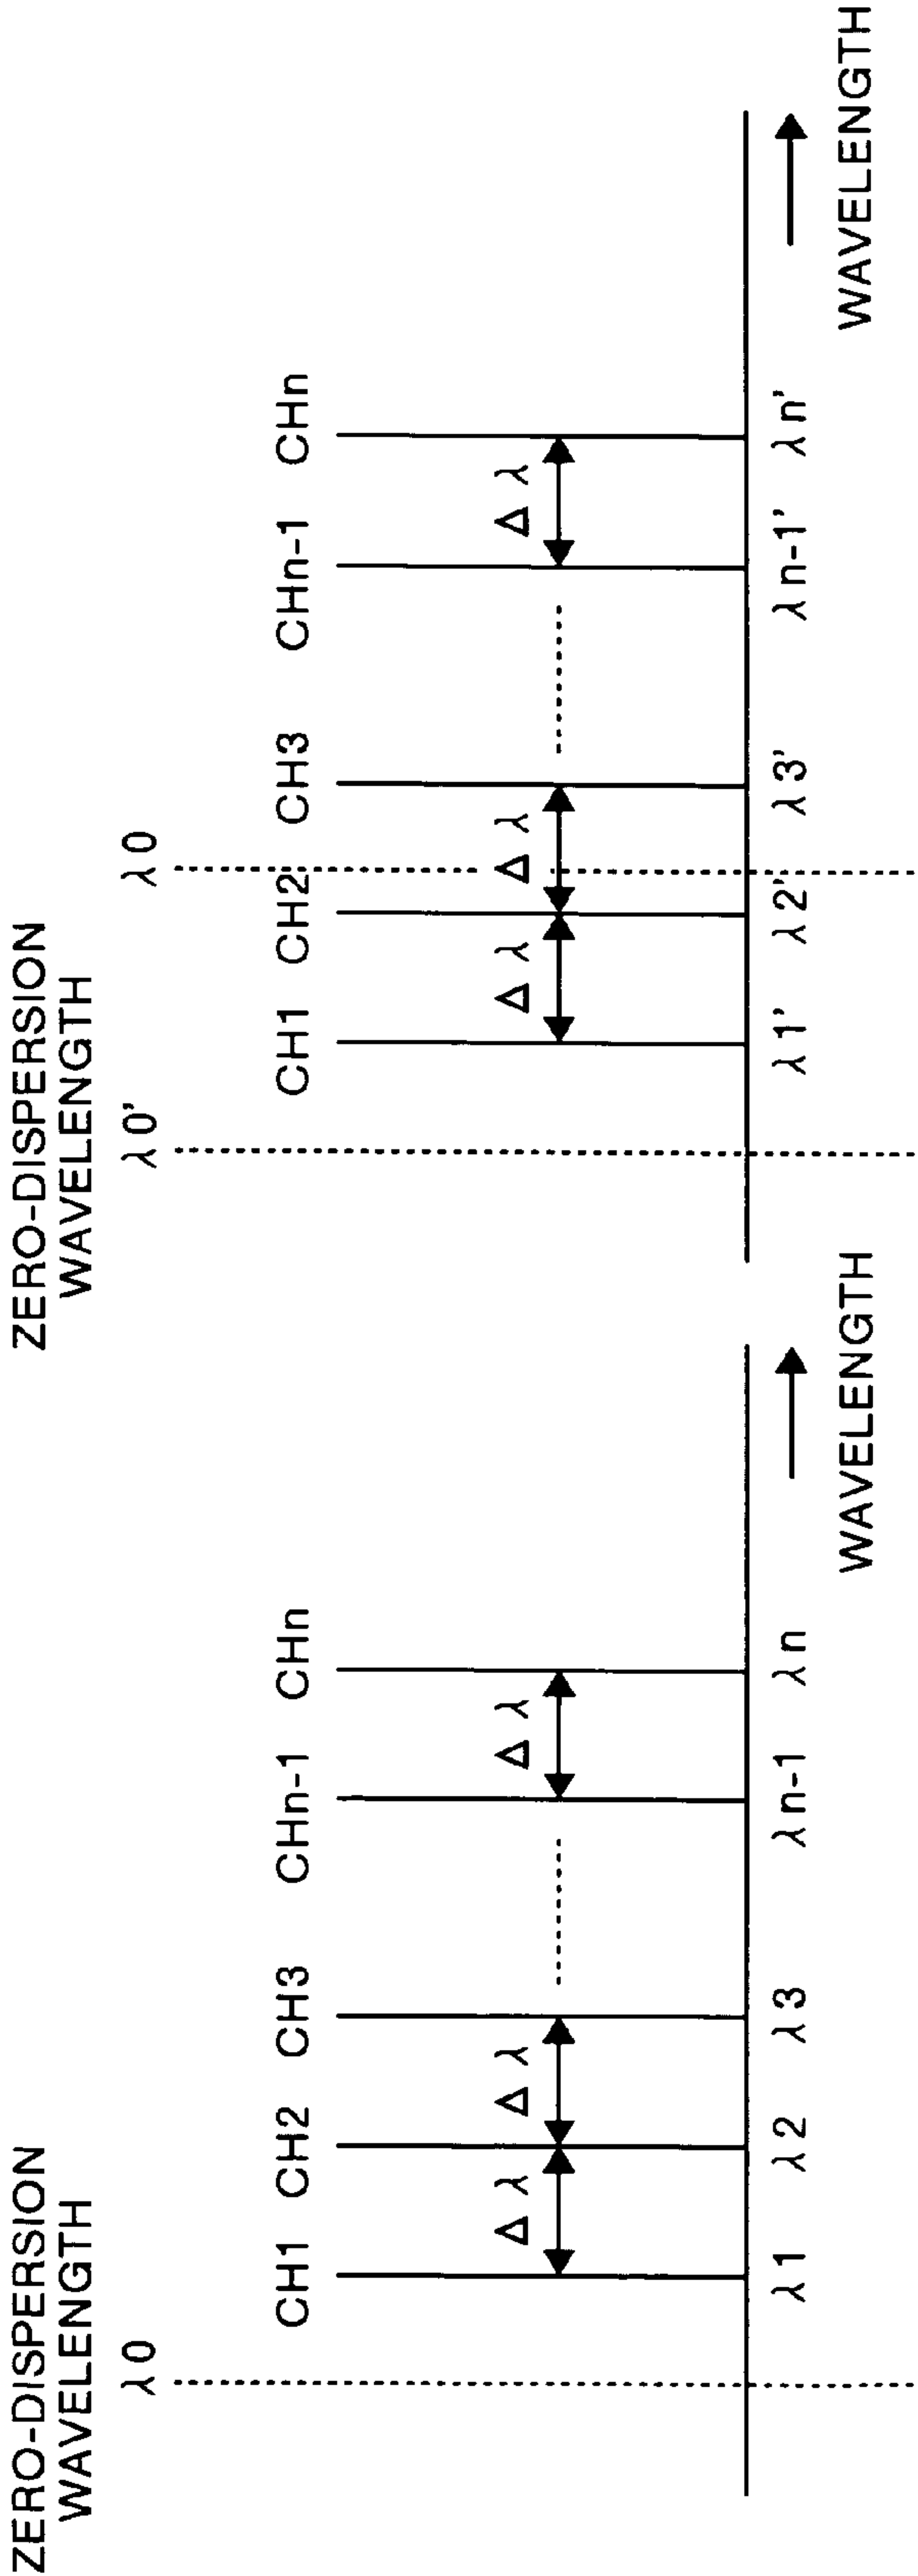 ZERO-DISPERSION
WAVELENGTH
λ0
CH1 CH2 CH3 CHn-1 CHn
Δλ Δλ Δλ
λ1 λ2 λ3 λn-1 λn
WAVELENGTH
ZERO-DISPERSION
WAVELENGTH
λ0' λ0
CH1 CH2 CH3 CHn-1 CHn
Δλ Δλ Δλ
λ1' λ2' λ3' λn-1' λn'
WAVELENGTH